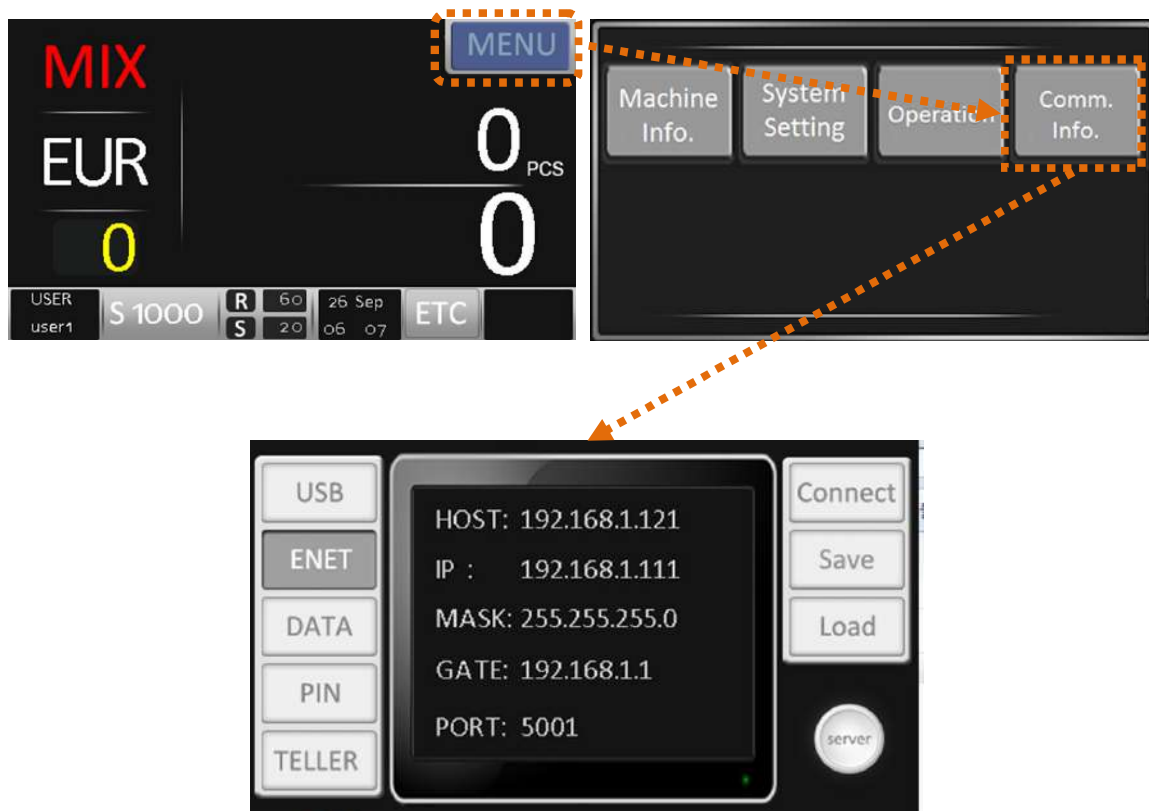 MIX
MENU
EUR
0 PCS
0
0
USER
user1
S 1000
R 60
S 20
26 Sep
06 07
ETC
Machine
Info.
System
Setting
Operation
Comm.
Info.
USB
ENET
DATA
PIN
TELLER
HOST: 192.168.1.121
IP : 192.168.1.111
MASK: 255.255.255.0
GATE: 192.168.1.1
PORT: 5001
Connect
Save
Load
server